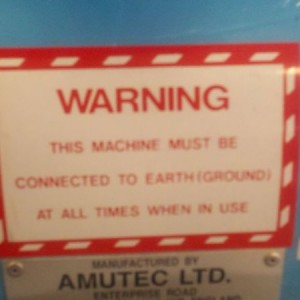 WARNING
THIS MACHINE MUST BE
CONNECTED TO EARTH (GROUND)
AT ALL TIMES WHEN IN USE
MANUFACTURED BY
AMUTEC LTD.
ENTERPRISE ROAD